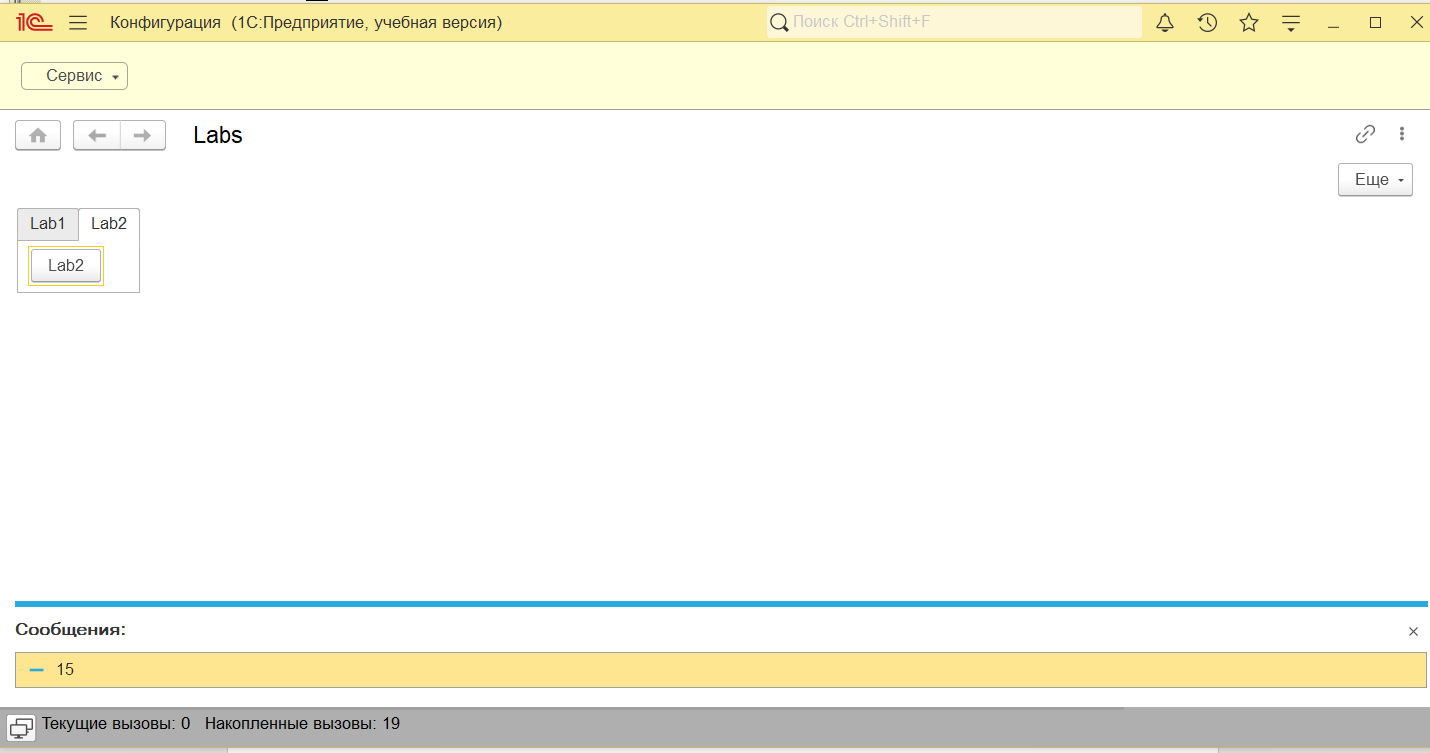 1С Конфигурация (1С:Предприятие, учебная версия) Поиск Ctrl+Shift+F
Сервис
Labs
Еще
Lab1 Lab2
Lab2
Сообщения:
15
Текущие вызовы: 0 Накопленные вызовы: 19